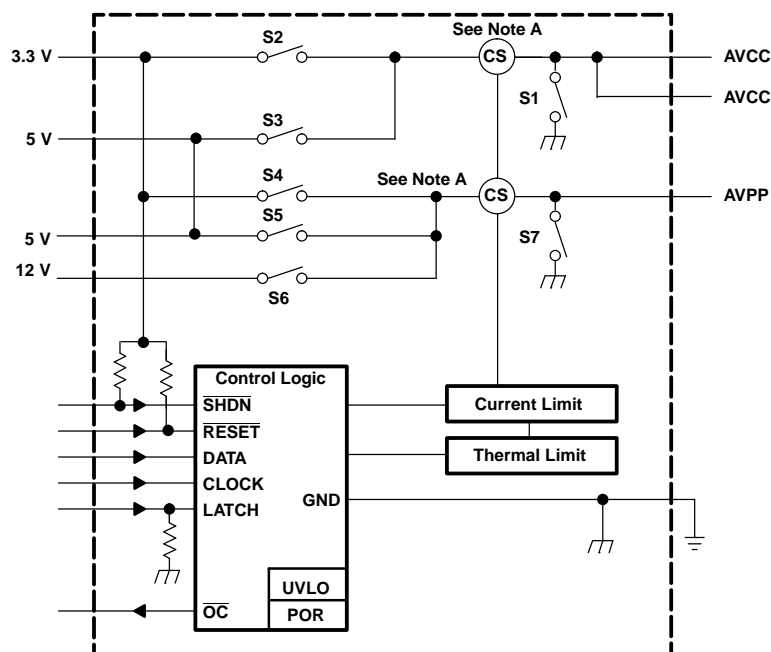 See Note A
S2
3.3 V
CS
AVCC
S1
AVCC
S3
5 V
S4
See Note A
CS
AVPP
S5
5 V
S7
12 V
S6
Control Logic
SHDN
Current Limit
RESET
DATA
Thermal Limit
CLOCK
GND
LATCH
UVLO
OC
POR